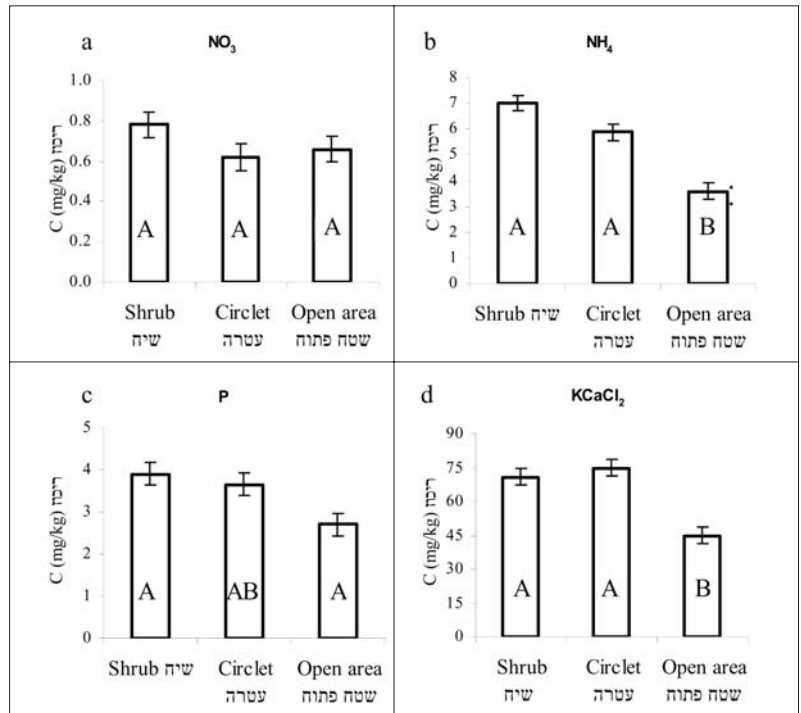 a
NO₃
C (mg/kg) ריכוז
1.0
0.8
0.6
0.4
0.2
0.0
A
A
A
Shrub Circlet Open area
שיח עטרה שטח פתוח
b
NH₄
C (mg/kg) ריכוז
8
7
6
5
4
3
2
1
0
A
A
B
Shrub שיח Circlet Open area
עטרה שטח פתוח
c
P
C (mg/kg) ריכוז
5
4
3
2
1
0
A
AB
A
Shrub שיח Circlet Open area
עטרה שטח פתוח
d
KCaCl₂
C (mg/kg) ריכוז
90
75
60
45
30
15
0
A
A
B
Shrub Circlet Open area
שיח עטרה שטח פתוח